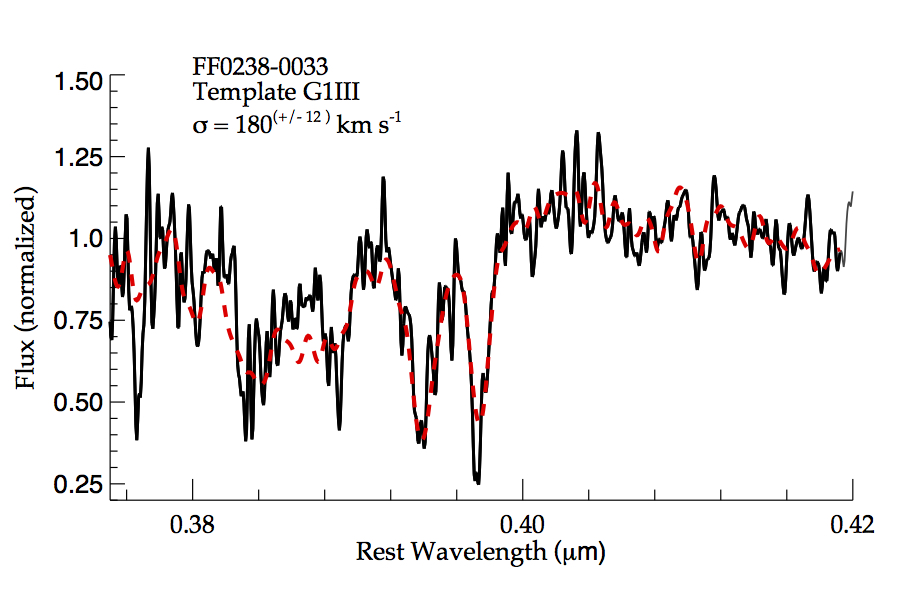 FF0238-0033
Template G1III
σ = 180(+/- 12 ) km s-1
1.50
1.25
1.0
0.75
0.50
0.25
Flux (normalized)
0.38
0.40
0.42
Rest Wavelength (μm)